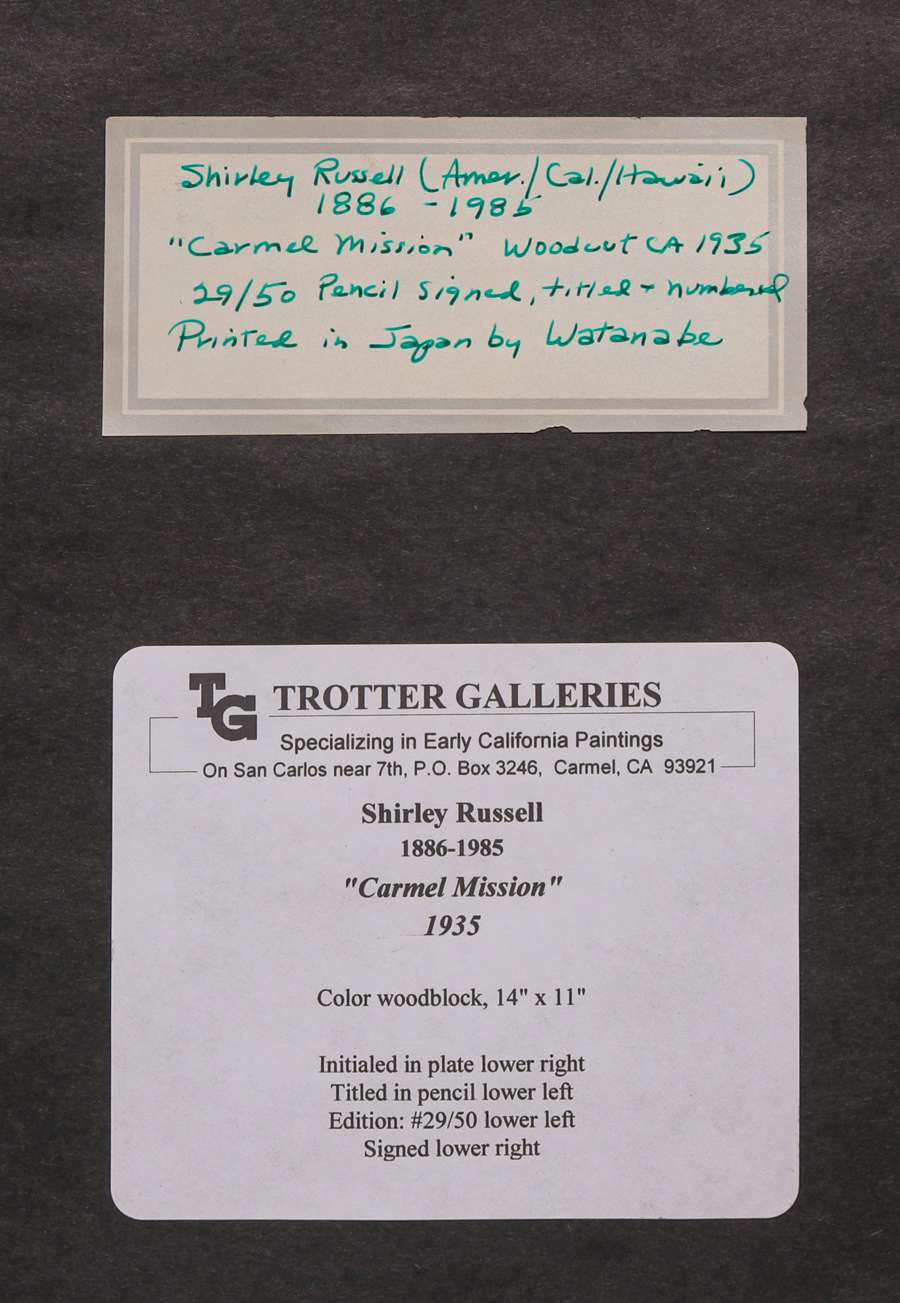 Shirley Russell (Amer./Cal./Hawaii)
1886 - 1985
"Carmel Mission" Woodcut CA 1935
29/50 Pencil signed, titled + numbered
Printed in Japan by Watanabe
TG TROTTER GALLERIES
Specializing in Early California Paintings
On San Carlos near 7th, P.O. Box 3246, Carmel, CA 93921
Shirley Russell
1886-1985
"Carmel Mission"
1935
Color woodblock, 14" x 11"
Initialed in plate lower right
Titled in pencil lower left
Edition: #29/50 lower left
Signed lower right